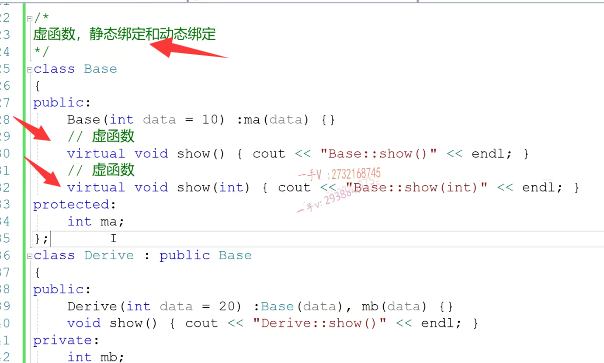 22 /*
23 虚函数，静态绑定和动态绑定
24 */
25 class Base
26 {
27 public:
28 Base(int data = 10) :ma(data) {}
29 // 虚函数
30 virtual void show() { cout << "Base::show()" << endl; }
31 // 虚函数
一手V：2732168745
32 virtual void show(int) { cout << "Base::show(int)" << endl; }
33 protected:
34 int ma;
35 };
36 class Derive : public Base
37 {
38 public:
39 Derive(int data = 20) :Base(data), mb(data) {}
40 void show() { cout << "Derive::show()" << endl; }
41 private:
42 int mb;